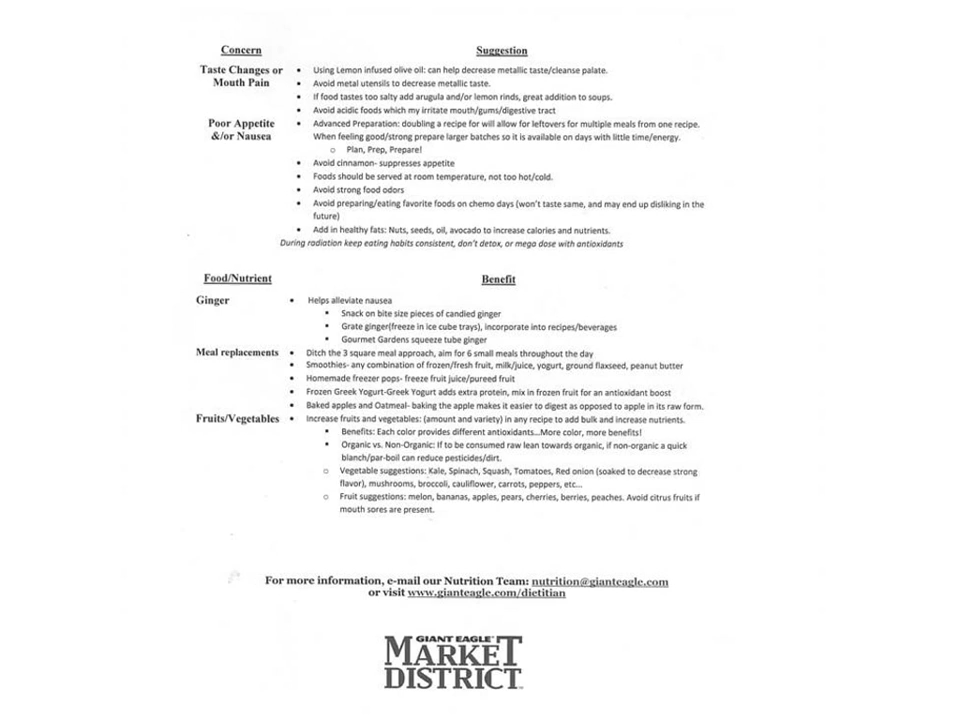 Concern Suggestion
Taste Changes or • Using Lemon infused olive oil: can help decrease metallic taste/cleanse palate.
Mouth Pain • Avoid metal utensils to decrease metallic taste.
• If food tastes too salty add arugula and/or lemon rinds, great addition to soups.
• Avoid acidic foods which my irritate mouth/gums/digestive tract
Poor Appetite • Advanced Preparation: doubling a recipe for will allow for leftovers for multiple meals from one recipe.
&/or Nausea When feeling good/strong prepare larger batches so it is available on days with little time/energy.
o Plan, Prep, Prepare!
• Avoid cinnamon- suppresses appetite
• Foods should be served at room temperature, not too hot/cold.
• Avoid strong food odors
• Avoid preparing/eating favorite foods on chemo days (won't taste same, and may end up disliking in the
future)
• Add in healthy fats: Nuts, seeds, oil, avocado to increase calories and nutrients.
During radiation keep eating habits consistent, don't detox, or mega dose with antioxidants
Food/Nutrient Benefit
Ginger • Helps alleviate nausea
▪ Snack on bite size pieces of candied ginger
▪ Grate ginger(freeze in ice cube trays), incorporate into recipes/beverages
▪ Gourmet Gardens squeeze tube ginger
Meal replacements • Ditch the 3 square meal approach, aim for 6 small meals throughout the day
• Smoothies- any combination of frozen/fresh fruit, milk/juice, yogurt, ground flaxseed, peanut butter
• Homemade freezer pops- freeze fruit juice/pureed fruit
• Frozen Greek Yogurt-Greek Yogurt adds extra protein, mix in frozen fruit for an antioxidant boost
• Baked apples and Oatmeal- baking the apple makes it easier to digest as opposed to apple in its raw form.
Fruits/Vegetables • Increase fruits and vegetables: (amount and variety) in any recipe to add bulk and increase nutrients.
▪ Benefits: Each color provides different antioxidants...More color, more benefits!
▪ Organic vs. Non-Organic: If to be consumed raw lean towards organic, if non-organic a quick
blanch/par-boil can reduce pesticides/dirt.
o Vegetable suggestions: Kale, Spinach, Squash, Tomatoes, Red onion (soaked to decrease strong
flavor), mushrooms, broccoli, cauliflower, carrots, peppers, etc...
o Fruit suggestions: melon, bananas, apples, pears, cherries, berries, peaches. Avoid citrus fruits if
mouth sores are present.
For more information, e-mail our Nutrition Team: nutrition@gianteagle.com
or visit www.gianteagle.com/dietitian
GIANT EAGLE
MARKET
DISTRICT